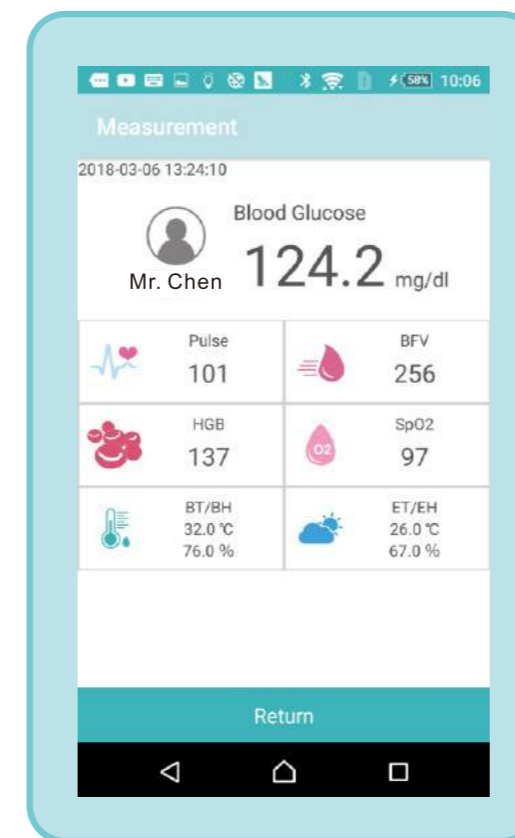 58% 10:06
Measurement
2018-03-06 13:24:10
Blood Glucose
124.2 mg/dl
Mr. Chen
Pulse
101
BFV
256
HGB
137
O2
SpO2
97
BT/BH
32.0 ℃
76.0 %
ET/EH
26.0 ℃
67.0 %
Return